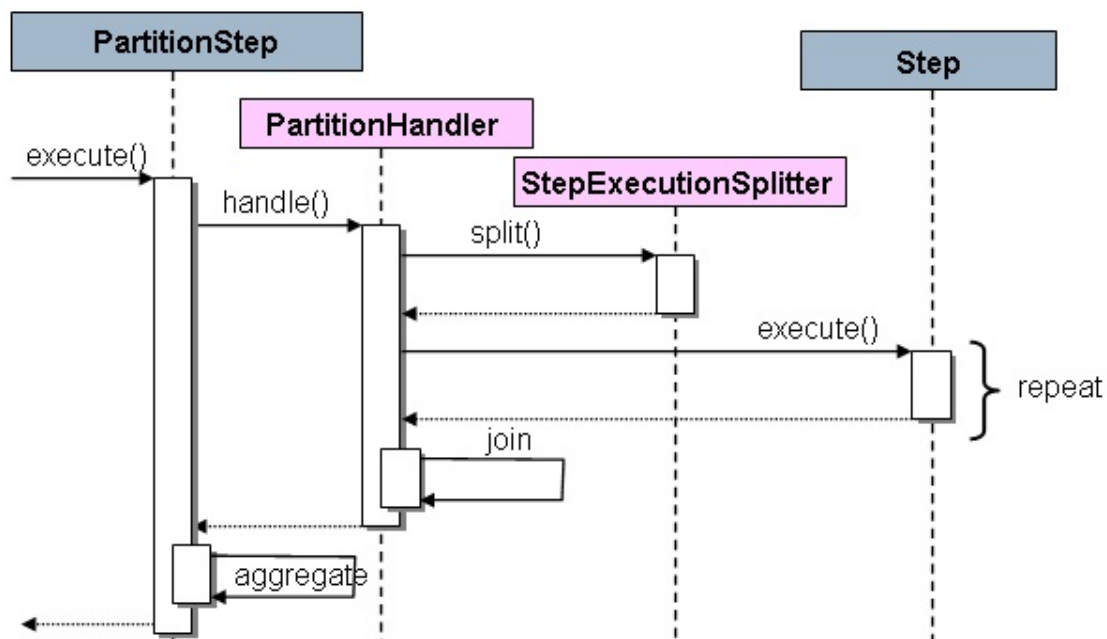 PartitionStep
Step
PartitionHandler
execute()
StepExecutionSplitter
handle()
split()
execute()
repeat
join
aggregate